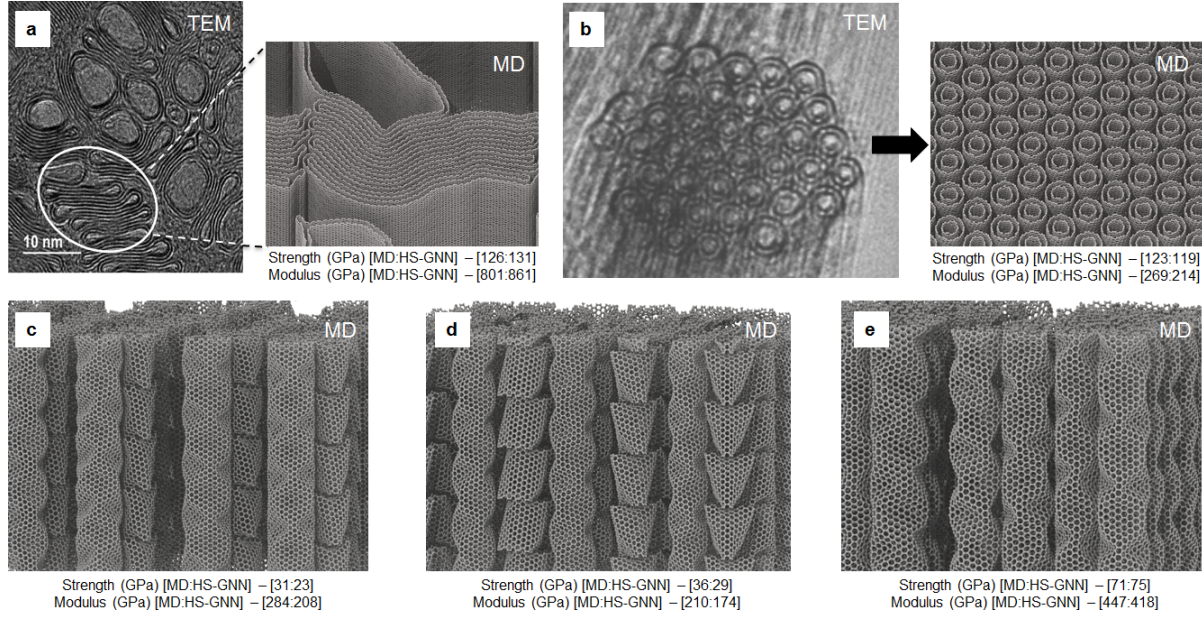 a
TEM
MD
10 nm
Strength (GPa) [MD:HS-GNN] – [126:131]
Modulus (GPa) [MD:HS-GNN] – [801:861]
b
TEM
MD
Strength (GPa) [MD:HS-GNN] – [123:119]
Modulus (GPa) [MD:HS-GNN] – [269:214]
c
MD
Strength (GPa) [MD:HS-GNN] – [31:23]
Modulus (GPa) [MD:HS-GNN] – [284:208]
d
MD
Strength (GPa) [MD:HS-GNN] – [36:29]
Modulus (GPa) [MD:HS-GNN] – [210:174]
e
MD
Strength (GPa) [MD:HS-GNN] – [71:75]
Modulus (GPa) [MD:HS-GNN] – [447:418]